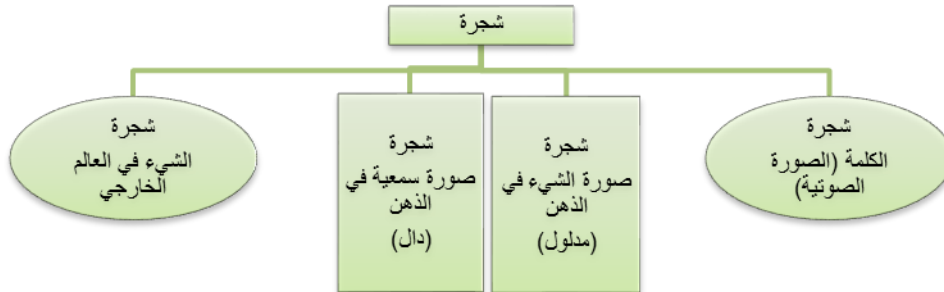 شجرة
شجرة
الكلمة (الصورة
الصوتية)
شجرة
صورة الشيء في
الذهن
(مدلول)
شجرة
صورة سمعية في
الذهن
(دال)
شجرة
الشيء في العالم
الخارجي